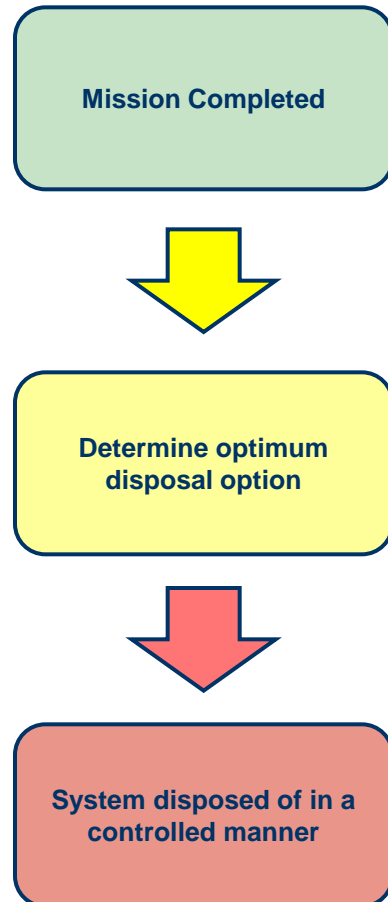 Mission Completed
Determine optimum
disposal option
System disposed of in a
controlled manner